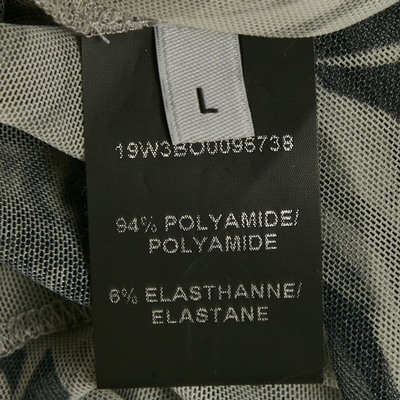 L
19W3BO0096738
94% POLYAMIDE/
POLYAMIDE
6% ELASTHANNE/
ELASTANE